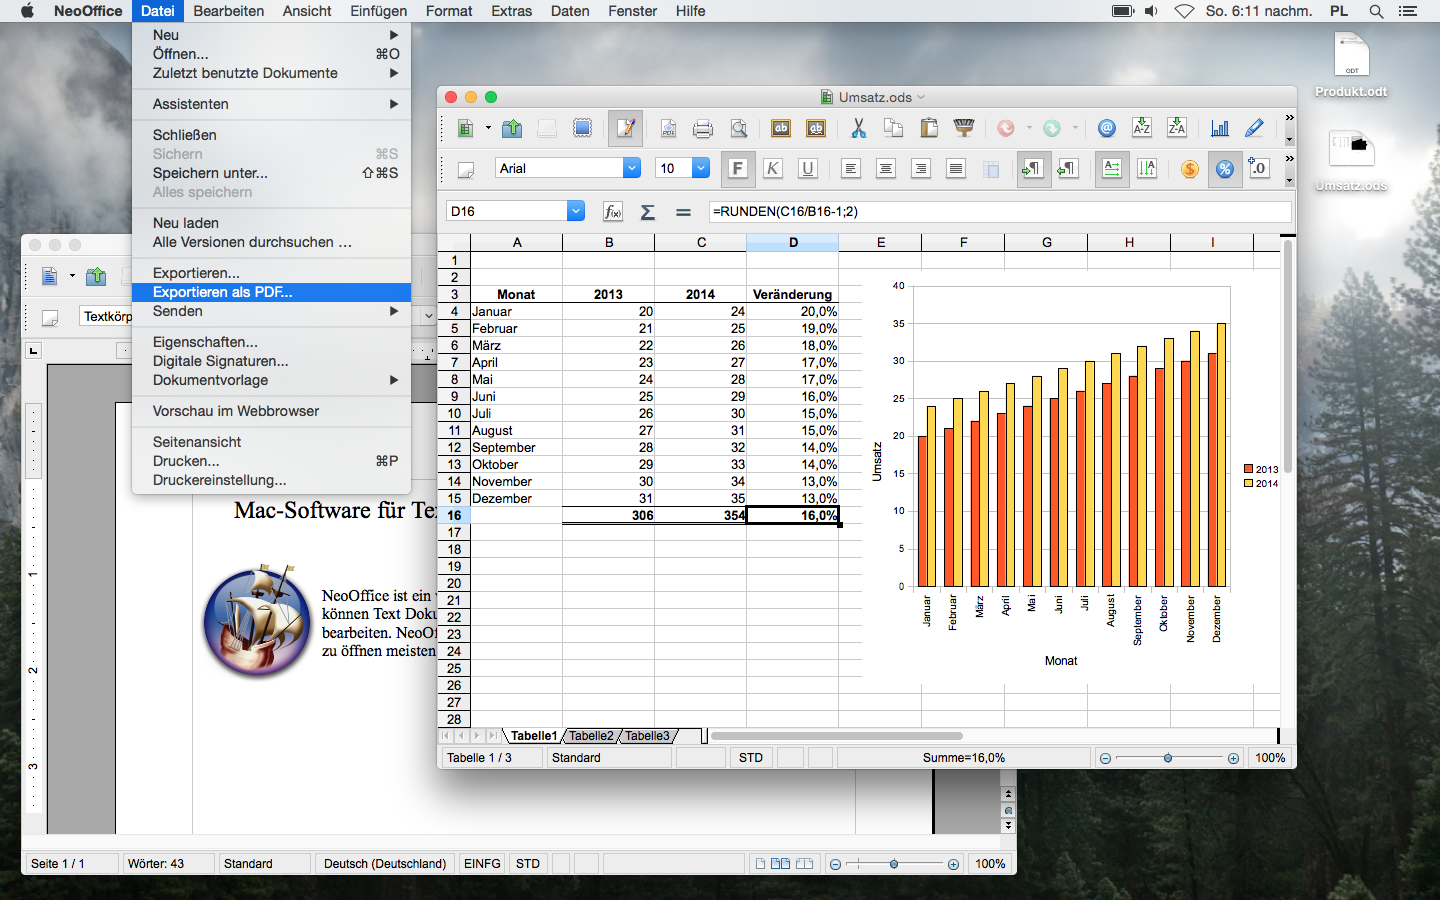 NeoOffice Datei Bearbeiten Ansicht Einfügen Format Extras Daten Fenster Hilfe So. 6:11 nachm. PL
Neu
Öffnen... ⌘O
Zuletzt benutzte Dokumente
Assistenten
Schließen
Sichern ⌘S
Speichern unter... ⇧⌘S
Alles speichern
Neu laden
Alle Versionen durchsuchen ...
Exportieren...
Exportieren als PDF...
Senden
Eigenschaften...
Digitale Signaturen...
Dokumentvorlage
Vorschau im Webbrowser
Seitenansicht
Drucken... ⌘P
Druckereinstellung...
ODT
Produkt.odt
Umsatz.ods
Umsatz.ods
Arial 10 F K U
D16 =RUNDEN(C16/B16-1;2)
A B C D E F G H I
1
2
3 Monat 2013 2014 Veränderung
4 Januar 20 24 20,0%
5 Februar 21 25 19,0%
6 März 22 26 18,0%
7 April 23 27 17,0%
8 Mai 24 28 17,0%
9 Juni 25 29 16,0%
10 Juli 26 30 15,0%
11 August 27 31 15,0%
12 September 28 32 14,0%
13 Oktober 29 33 14,0%
14 November 30 34 13,0%
15 Dezember 31 35 13,0%
16 306 354 16,0%
17
18
19
20
21
22
23
24
25
26
27
28
40
35
30
25
20
15
10
5
0
Umsatz
Januar Februar März April Mai Juni Juli August September Oktober November Dezember
Monat
2013
2014
Tabelle1 Tabelle2 Tabelle3
Tabelle 1 / 3 Standard STD Summe=16,0% 100%
Textkörp
1
2
3
Mac-Software für Te
NeoOffice ist ein
können Text Doku
bearbeiten. NeoOf
zu öffnen meisten
Seite 1 / 1 Wörter: 43 Standard Deutsch (Deutschland) EINFG STD 100%